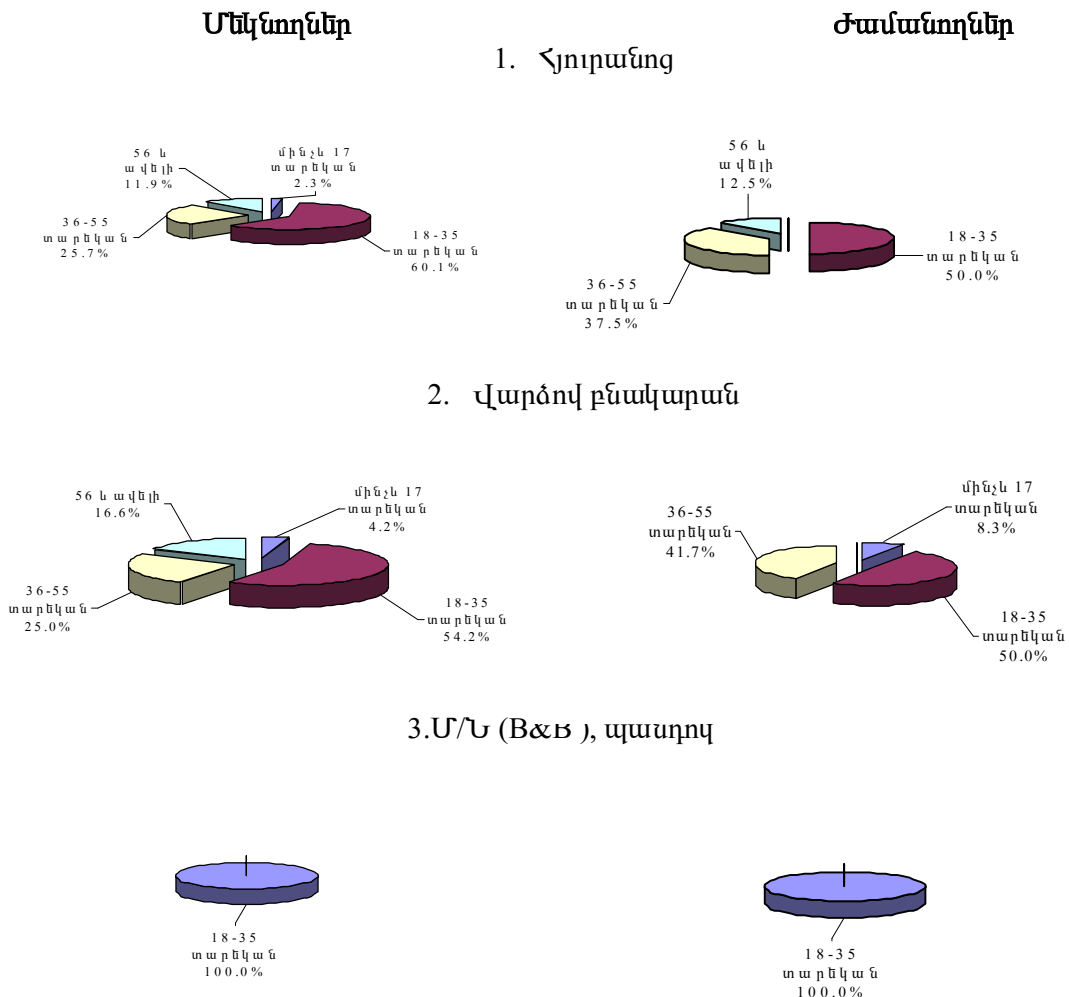 Մեկնողներ
Ժամանողներ
1. Հյուրանոց
56 և
ավելի
11.9%
մինչև 17
տարեկան
2.3%
36-55
տարեկան
25.7%
18-35
տարեկան
60.1%
56 և
ավելի
12.5%
18-35
տարեկան
50.0%
36-55
տարեկան
37.5%
2. Վարձով բնակարան
56 և ավելի
16.6%
մինչև 17
տարեկան
4.2%
36-55
տարեկան
25.0%
18-35
տարեկան
54.2%
36-55
տարեկան
41.7%
մինչև 17
տարեկան
8.3%
18-35
տարեկան
50.0%
3.Մ/Ն (B&B ), պանդոկ
18-35
տարեկան
100.0%
18-35
տարեկան
100.0%